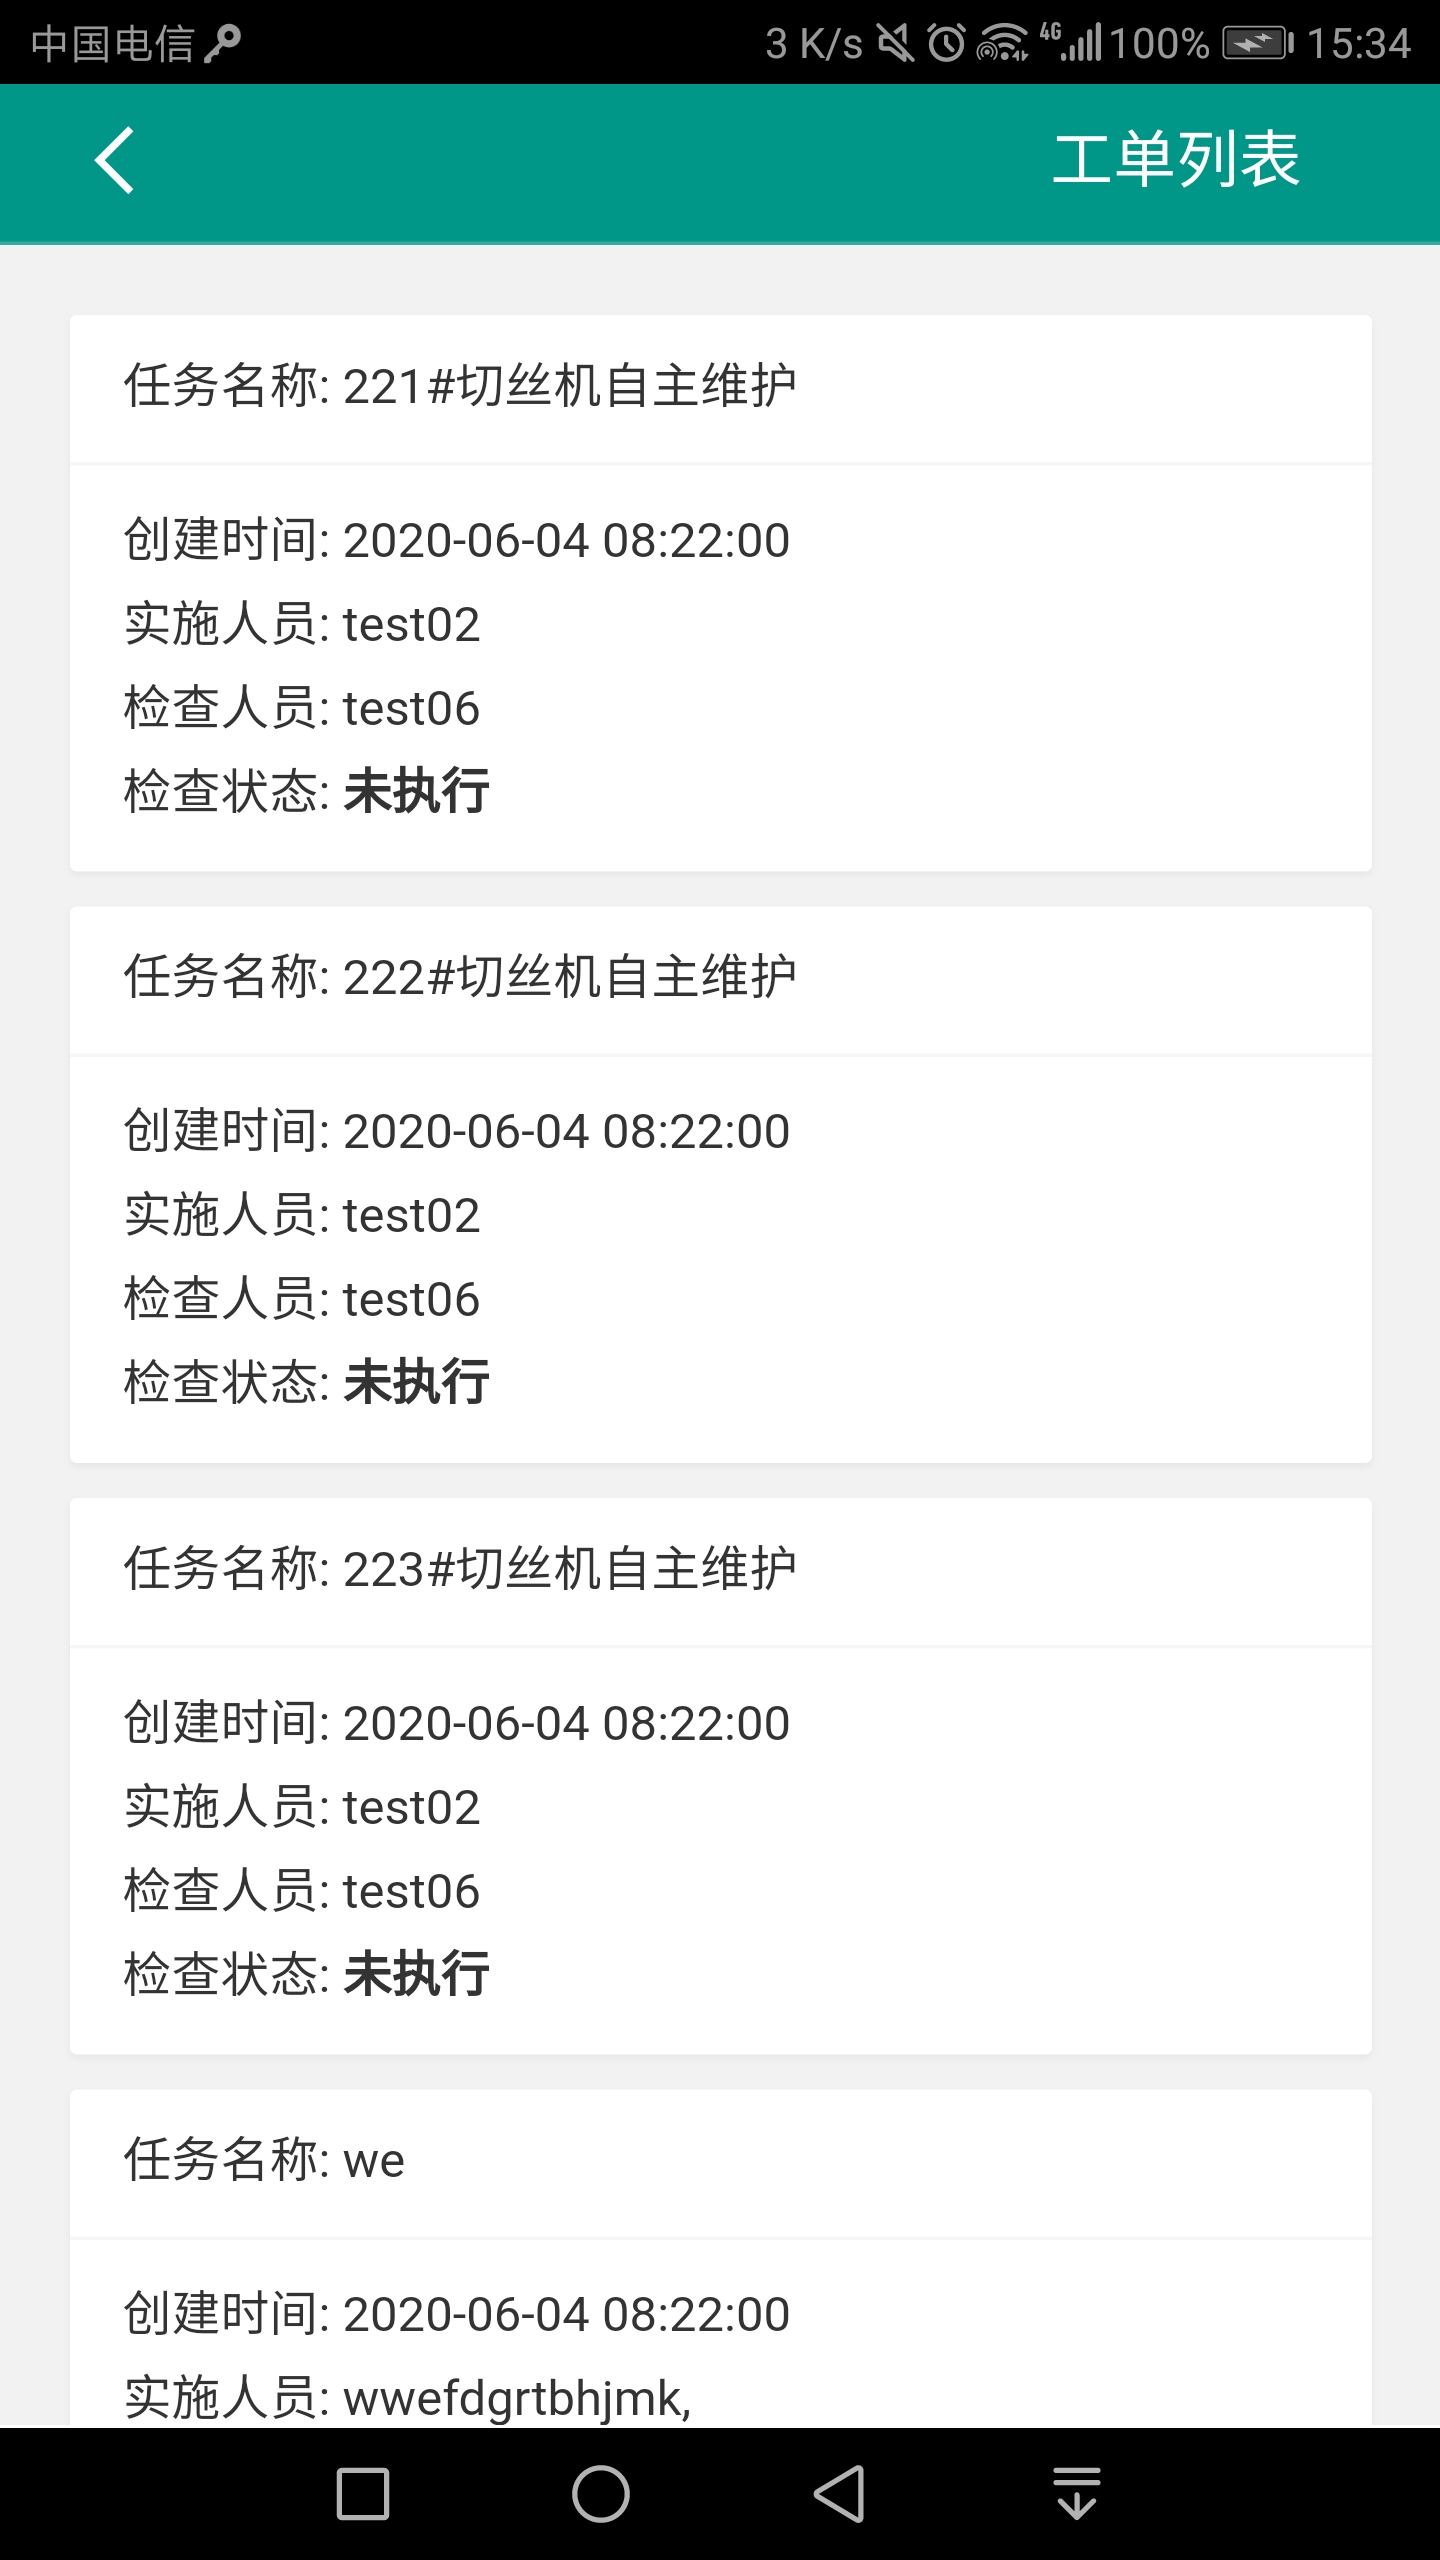 中国电信 3 K/s 4G 100% 15:34
工单列表
任务名称: 221#切丝机自主维护
创建时间: 2020-06-04 08:22:00
实施人员: test02
检查人员: test06
检查状态: 未执行
任务名称: 222#切丝机自主维护
创建时间: 2020-06-04 08:22:00
实施人员: test02
检查人员: test06
检查状态: 未执行
任务名称: 223#切丝机自主维护
创建时间: 2020-06-04 08:22:00
实施人员: test02
检查人员: test06
检查状态: 未执行
任务名称: we
创建时间: 2020-06-04 08:22:00
实施人员: wwefdgrtbhjmk,